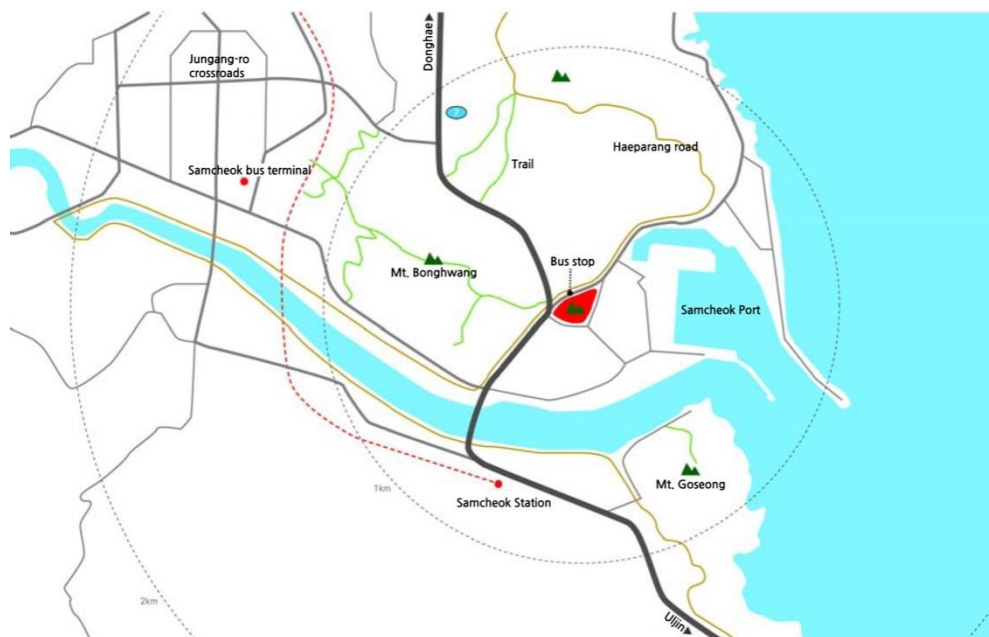 Donghae▲
Jungang-ro
crossroads
7
Haeparang road
Trail
Samcheok bus terminal
Bus stop
Mt. Bonghwang
Samcheok Port
Mt. Goseong
1km
Samcheok Station
2km
Uljin▶